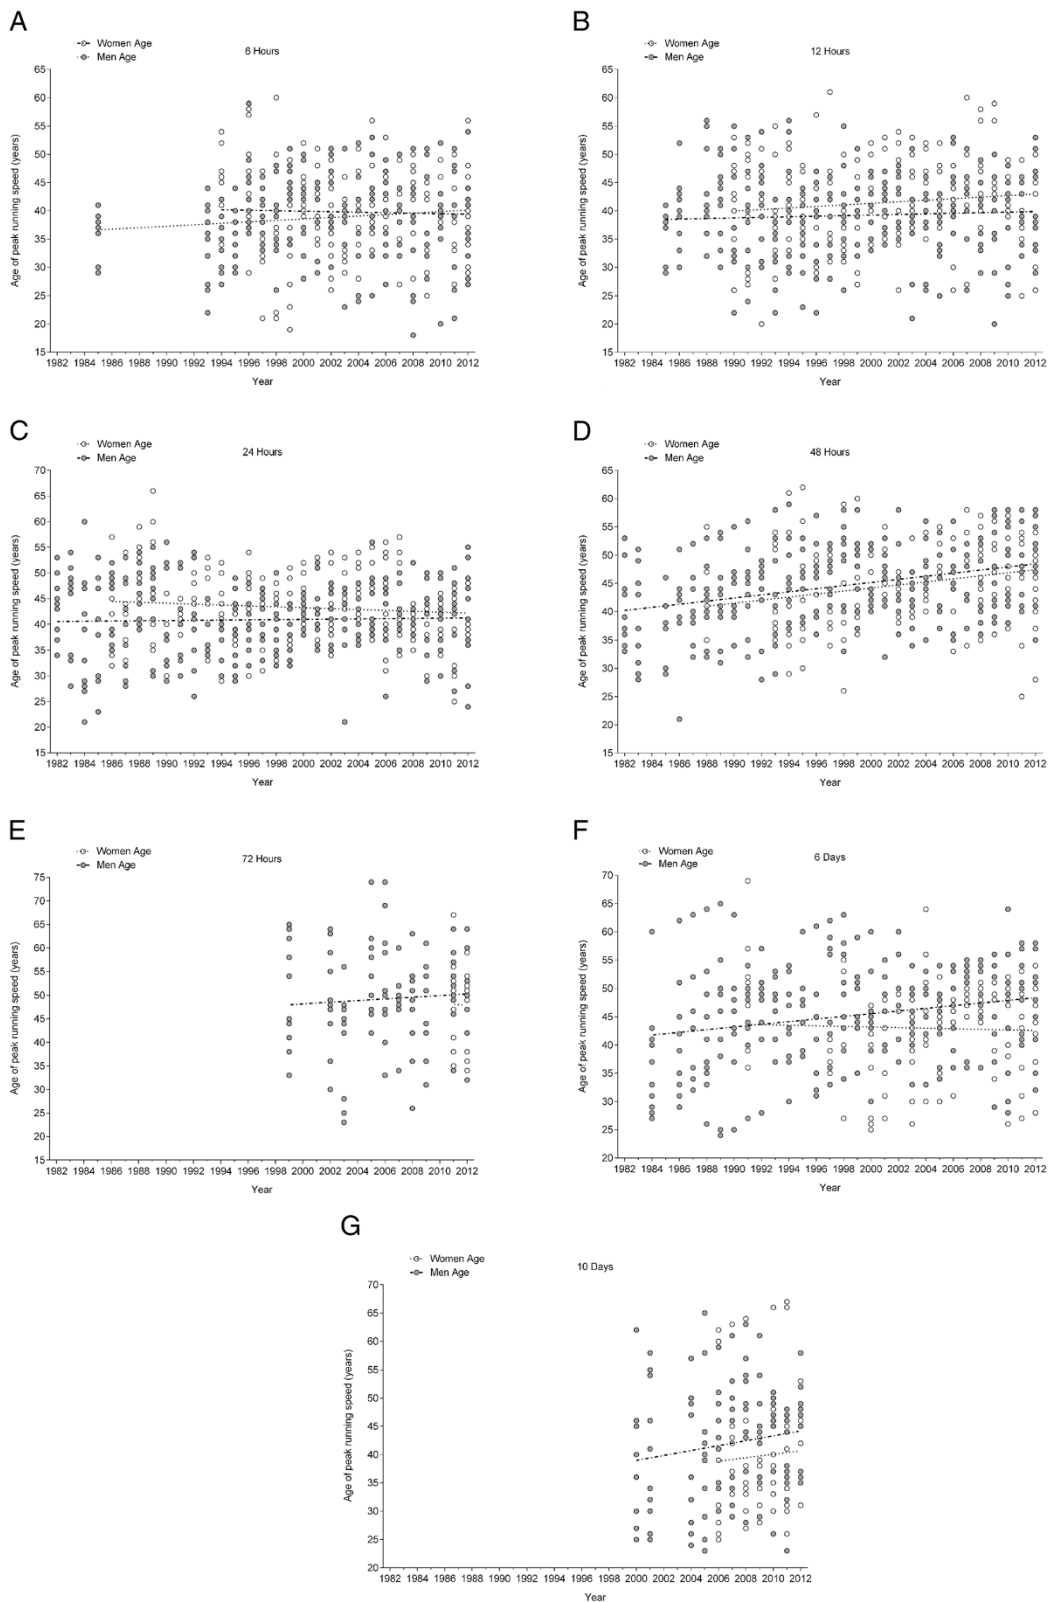 A
B
Women Age
Men Age
6 Hours
Women Age
Men Age
12 Hours
Age of peak running speed (years)
65
60
55
50
45
40
35
30
25
20
15
1982 1984 1986 1988 1990 1992 1994 1996 1998 2000 2002 2004 2006 2008 2010 2012
Year
Age of peak running speed (years)
65
60
55
50
45
40
35
30
25
20
15
1982 1984 1986 1988 1990 1992 1994 1996 1998 2000 2002 2004 2006 2008 2010 2012
Year
C
D
Women Age
Men Age
24 Hours
Women Age
Men Age
48 Hours
Age of peak running speed (years)
70
65
60
55
50
45
40
35
30
25
20
15
1982 1984 1986 1988 1990 1992 1994 1996 1998 2000 2002 2004 2006 2008 2010 2012
Year
Age of peak running speed (years)
65
60
55
50
45
40
35
30
25
20
15
1982 1984 1986 1988 1990 1992 1994 1996 1998 2000 2002 2004 2006 2008 2010 2012
Year
E
F
Women Age
Men Age
72 Hours
Women Age
Men Age
6 Days
Age of peak running speed (years)
75
70
65
60
55
50
45
40
35
30
25
20
15
1982 1984 1986 1988 1990 1992 1994 1996 1998 2000 2002 2004 2006 2008 2010 2012
Year
Age of peak running speed (years)
70
65
60
55
50
45
40
35
30
25
20
1982 1984 1986 1988 1990 1992 1994 1996 1998 2000 2002 2004 2006 2008 2010 2012
Year
G
Women Age
Men Age
10 Days
Age of peak running speed (years)
70
65
60
55
50
45
40
35
30
25
20
1982 1984 1986 1988 1990 1992 1994 1996 1998 2000 2002 2004 2006 2008 2010 2012
Year